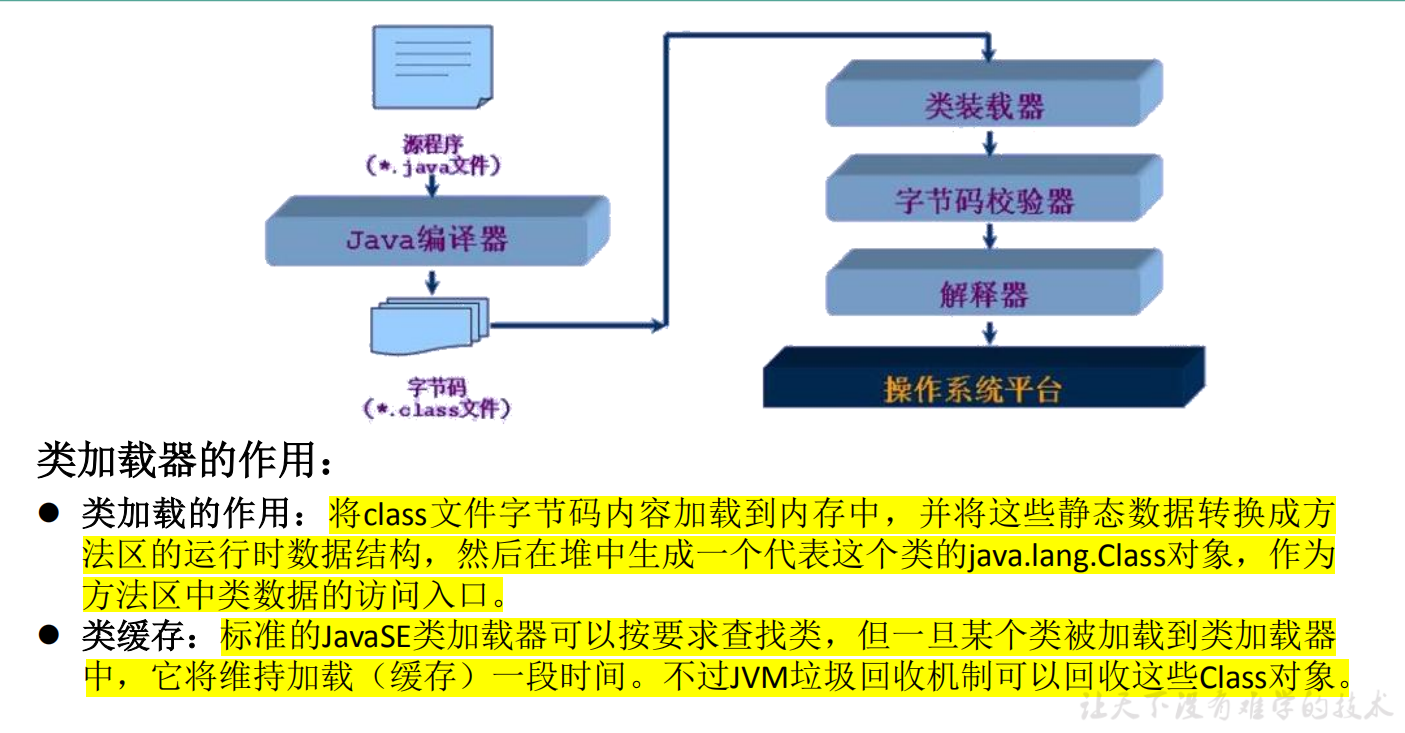 源程序
(*.java文件)
Java编译器
字节码
(*.class文件)
类装载器
字节码校验器
解释器
操作系统平台
类加载器的作用：
● 类加载的作用：将class文件字节码内容加载到内存中，并将这些静态数据转换成方
法区的运行时数据结构，然后在堆中生成一个代表这个类的java.lang.Class对象，作为
方法区中类数据的访问入口。
● 类缓存：标准的JavaSE类加载器可以按要求查找类，但一旦某个类被加载到类加载器
中，它将维持加载（缓存）一段时间。不过JVM垃圾回收机制可以回收这些Class对象。
让天下没有难学的技术